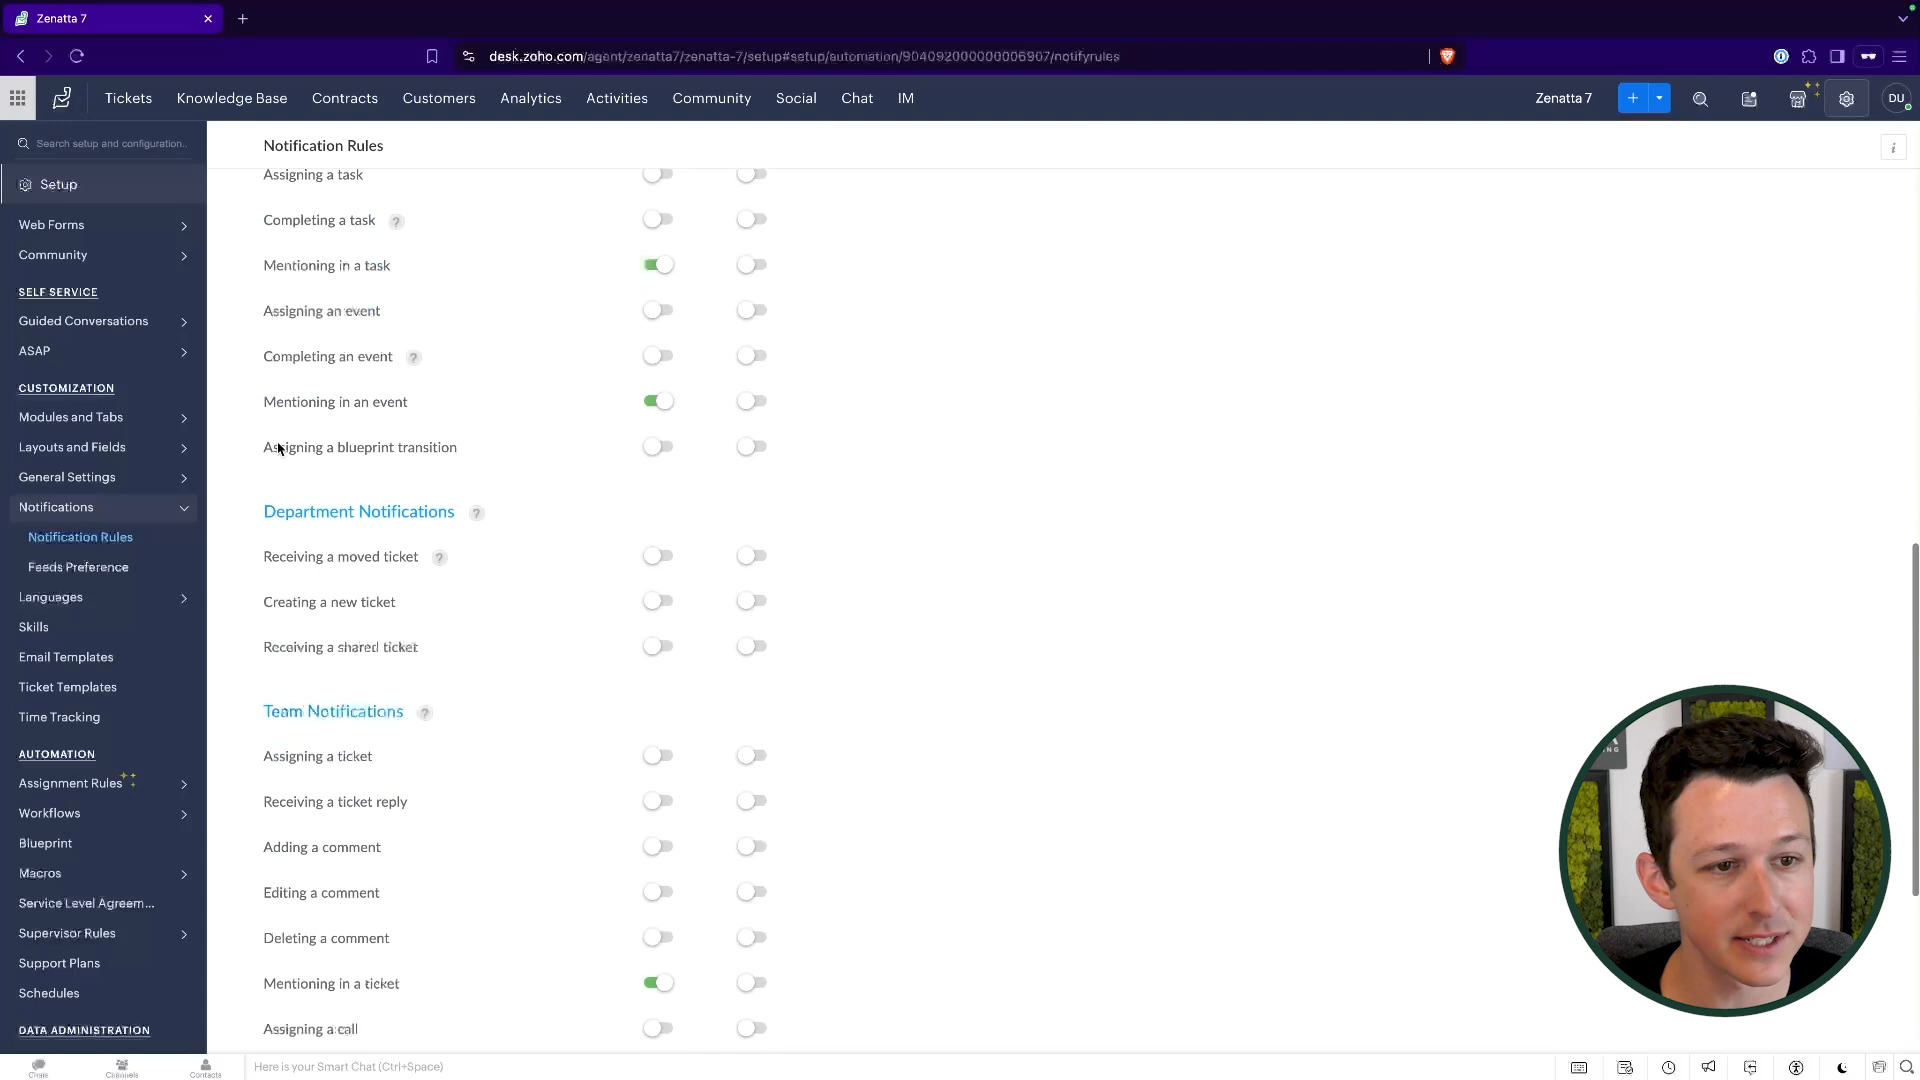 Zenatta 7
desk.zoho.com/agent/zenatta7/zenatta-7/setup#setup/automation/904092000000006907/notifyrules
Tickets Knowledge Base Contracts Customers Analytics Activities Community Social Chat IM Zenatta 7 DU
Search setup and configuration..
Setup
Web Forms
Community
SELF SERVICE
Guided Conversations
ASAP
CUSTOMIZATION
Modules and Tabs
Layouts and Fields
General Settings
Notifications
Notification Rules
Feeds Preference
Languages
Skills
Email Templates
Ticket Templates
Time Tracking
AUTOMATION
Assignment Rules
Workflows
Blueprint
Macros
Service Level Agreem...
Supervisor Rules
Support Plans
Schedules
DATA ADMINISTRATION
Notification Rules
Assigning a task
Completing a task ?
Mentioning in a task
Assigning an event
Completing an event ?
Mentioning in an event
Assigning a blueprint transition
Department Notifications ?
Receiving a moved ticket ?
Creating a new ticket
Receiving a shared ticket
Team Notifications ?
Assigning a ticket
Receiving a ticket reply
Adding a comment
Editing a comment
Deleting a comment
Mentioning in a ticket
Assigning a call
Chats Channels Contacts
Here is your Smart Chat (Ctrl+Space)